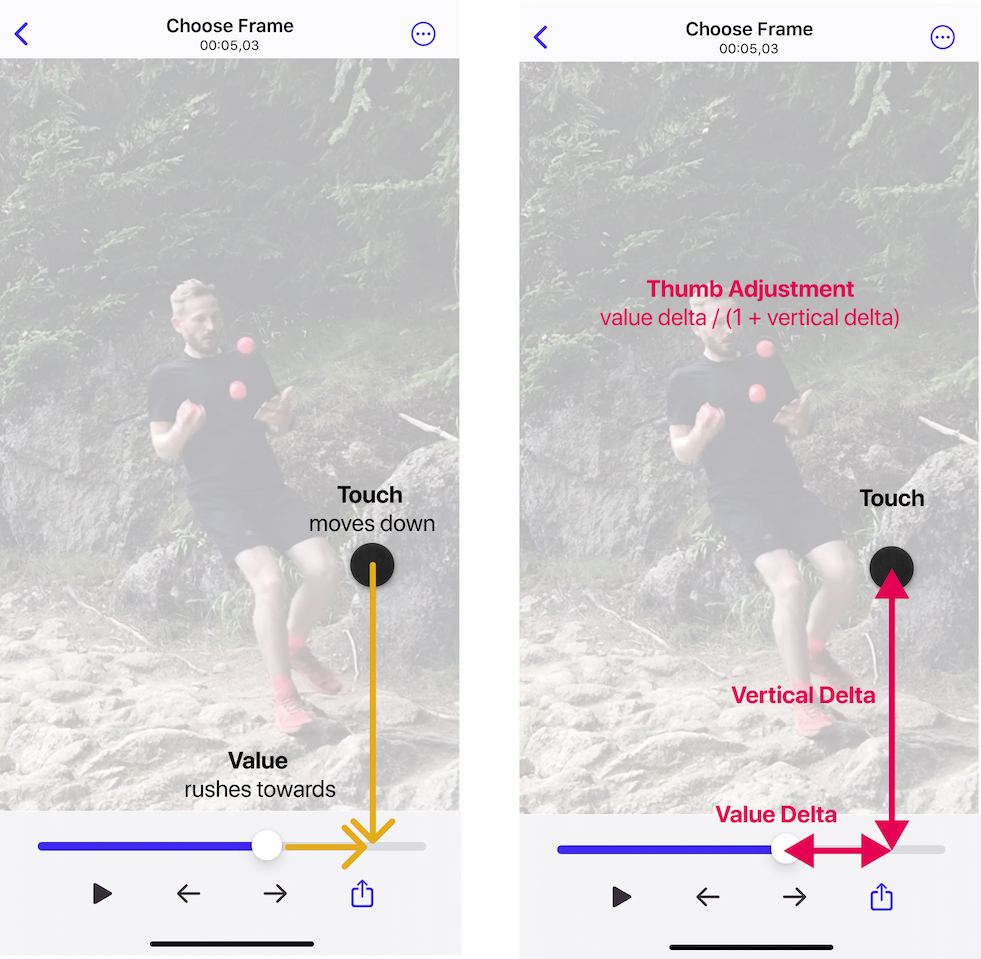 Choose Frame
00:05,03
Touch
moves down
Value
rushes towards
Choose Frame
00:05,03
Thumb Adjustment
value delta / (1 + vertical delta)
Touch
Vertical Delta
Value Delta